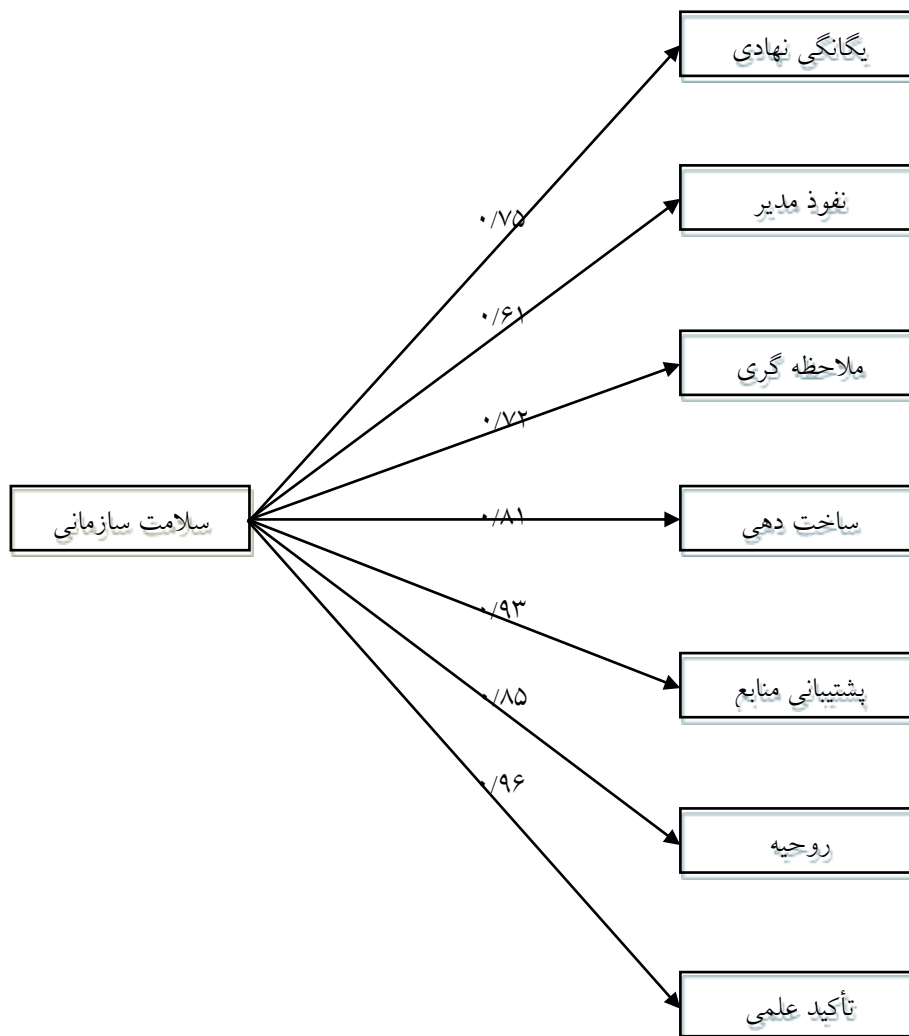 یگانگی نهادی
۰/۷۵
نفوذ مدیر
۰/۶۱
ملاحظه گری
۰/۷۲
سلامت سازمانی
۰/۸۱
ساخت دهی
۰/۹۳
پشتیبانی منابع
۰/۸۵
روحیه
۰/۹۶
تأکید علمی